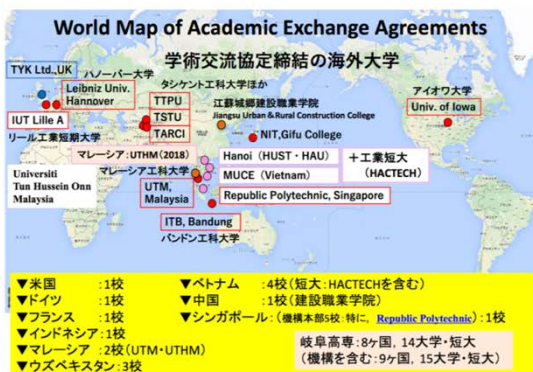 World Map of Academic Exchange Agreements
学術交流協定締結の海外大学
TYK Ltd.,UK
ハノーバー大学
Leibniz Univ. Hannover
IUT Lille A
リール工業短期大学
タシケント工科大学ほか
TTPU
TSTU
TARCI
江蘇城郷建設職業学院
Jiangsu Urban & Rural Construction College
NIT,Gifu College
アイオワ大学
Univ. of Iowa
マレーシア:UTHM(2018)
Universiti
Tun Hussein Onn
Malaysia
マレーシア工科大学
UTM,
Malaysia
Hanoi (HUST・HAU)
MUCE (Vietnam)
+工業短大
(HACTECH)
Republic Polytechnic, Singapore
ITB, Bandung
バンドン工科大学
▼米国 :1校
▼ドイツ :1校
▼フランス :1校
▼インドネシア:1校
▼マレーシア :2校(UTM・UTHM)
▼ウズベキスタン:3校
▼ベトナム :4校(短大:HACTECHを含む)
▼中国 :1校(建設職業学院)
▼シンガポール:(機構本部5校:特に, Republic Polytechnic):1校
岐阜高専:8ヶ国, 14大学・短大
(機構を含む:9ヶ国, 15大学・短大)